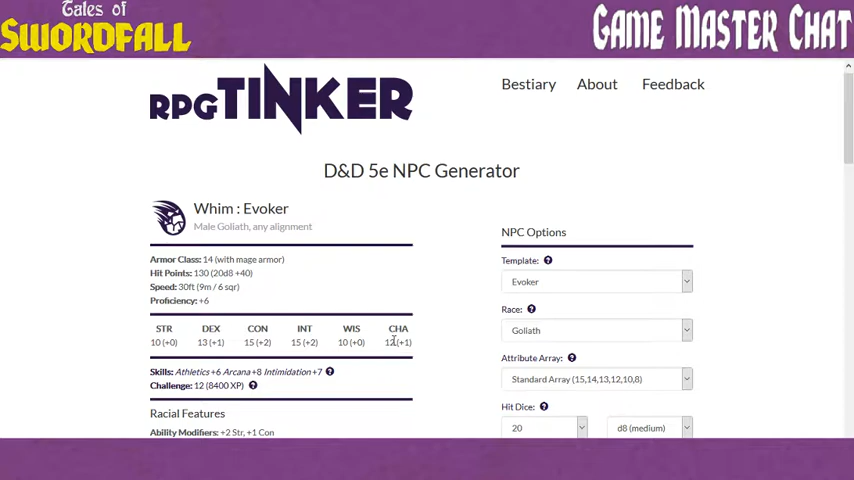 Tales of
SWORDFALL
GAME MASTER CHAT
RPGTINKER
Bestiary About Feedback
D&D 5e NPC Generator
Whim : Evoker
Male Goliath, any alignment
Armor Class: 14 (with mage armor)
Hit Points: 130 (20d8 +40)
Speed: 30ft (9m / 6 sqr)
Proficiency: +6
STR DEX CON INT WIS CHA
10 (+0) 13 (+1) 15 (+2) 15 (+2) 10 (+0) 12 (+1)
Skills: Athletics +6 Arcana +8 Intimidation +7 ?
Challenge: 12 (8400 XP) ?
Racial Features
Ability Modifiers: +2 Str, +1 Con
NPC Options
Template: ?
Evoker
Race: ?
Goliath
Attribute Array: ?
Standard Array (15,14,13,12,10,8)
Hit Dice: ?
20 d8 (medium)